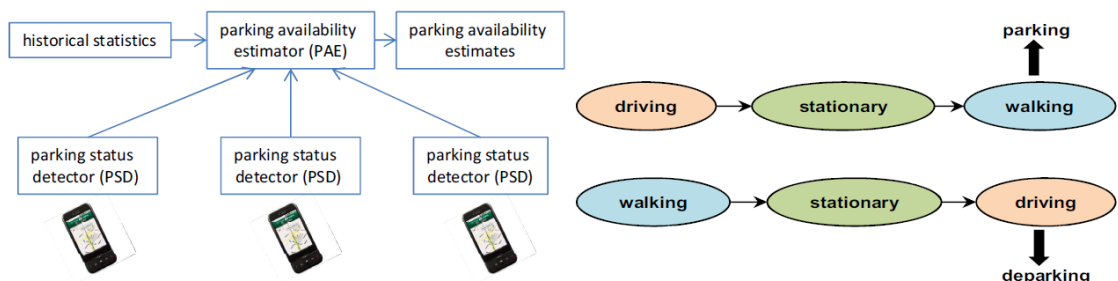 historical statistics
parking availability
estimator (PAE)
parking availability
estimates
parking status
detector (PSD)
parking status
detector (PSD)
parking status
detector (PSD)
parking
driving
stationary
walking
walking
stationary
driving
deparking